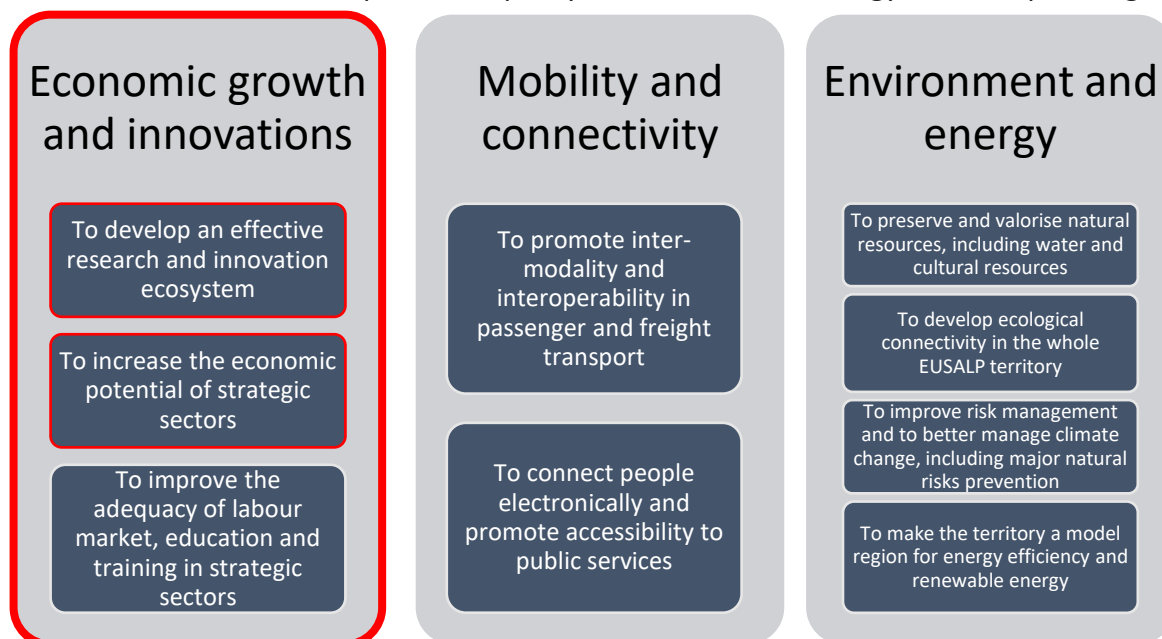 Economic growth
and innovations
To develop an effective
research and innovation
ecosystem
To increase the economic
potential of strategic
sectors
To improve the
adequacy of labour
market, education and
training in strategic
sectors
Mobility and
connectivity
To promote inter-
modality and
interoperability in
passenger and freight
transport
To connect people
electronically and
promote accessibility to
public services
Environment and
energy
To preserve and valorise natural
resources, including water and
cultural resources
To develop ecological
connectivity in the whole
EUSALP territory
To improve risk management
and to better manage climate
change, including major natural
risks prevention
To make the territory a model
region for energy efficiency and
renewable energy